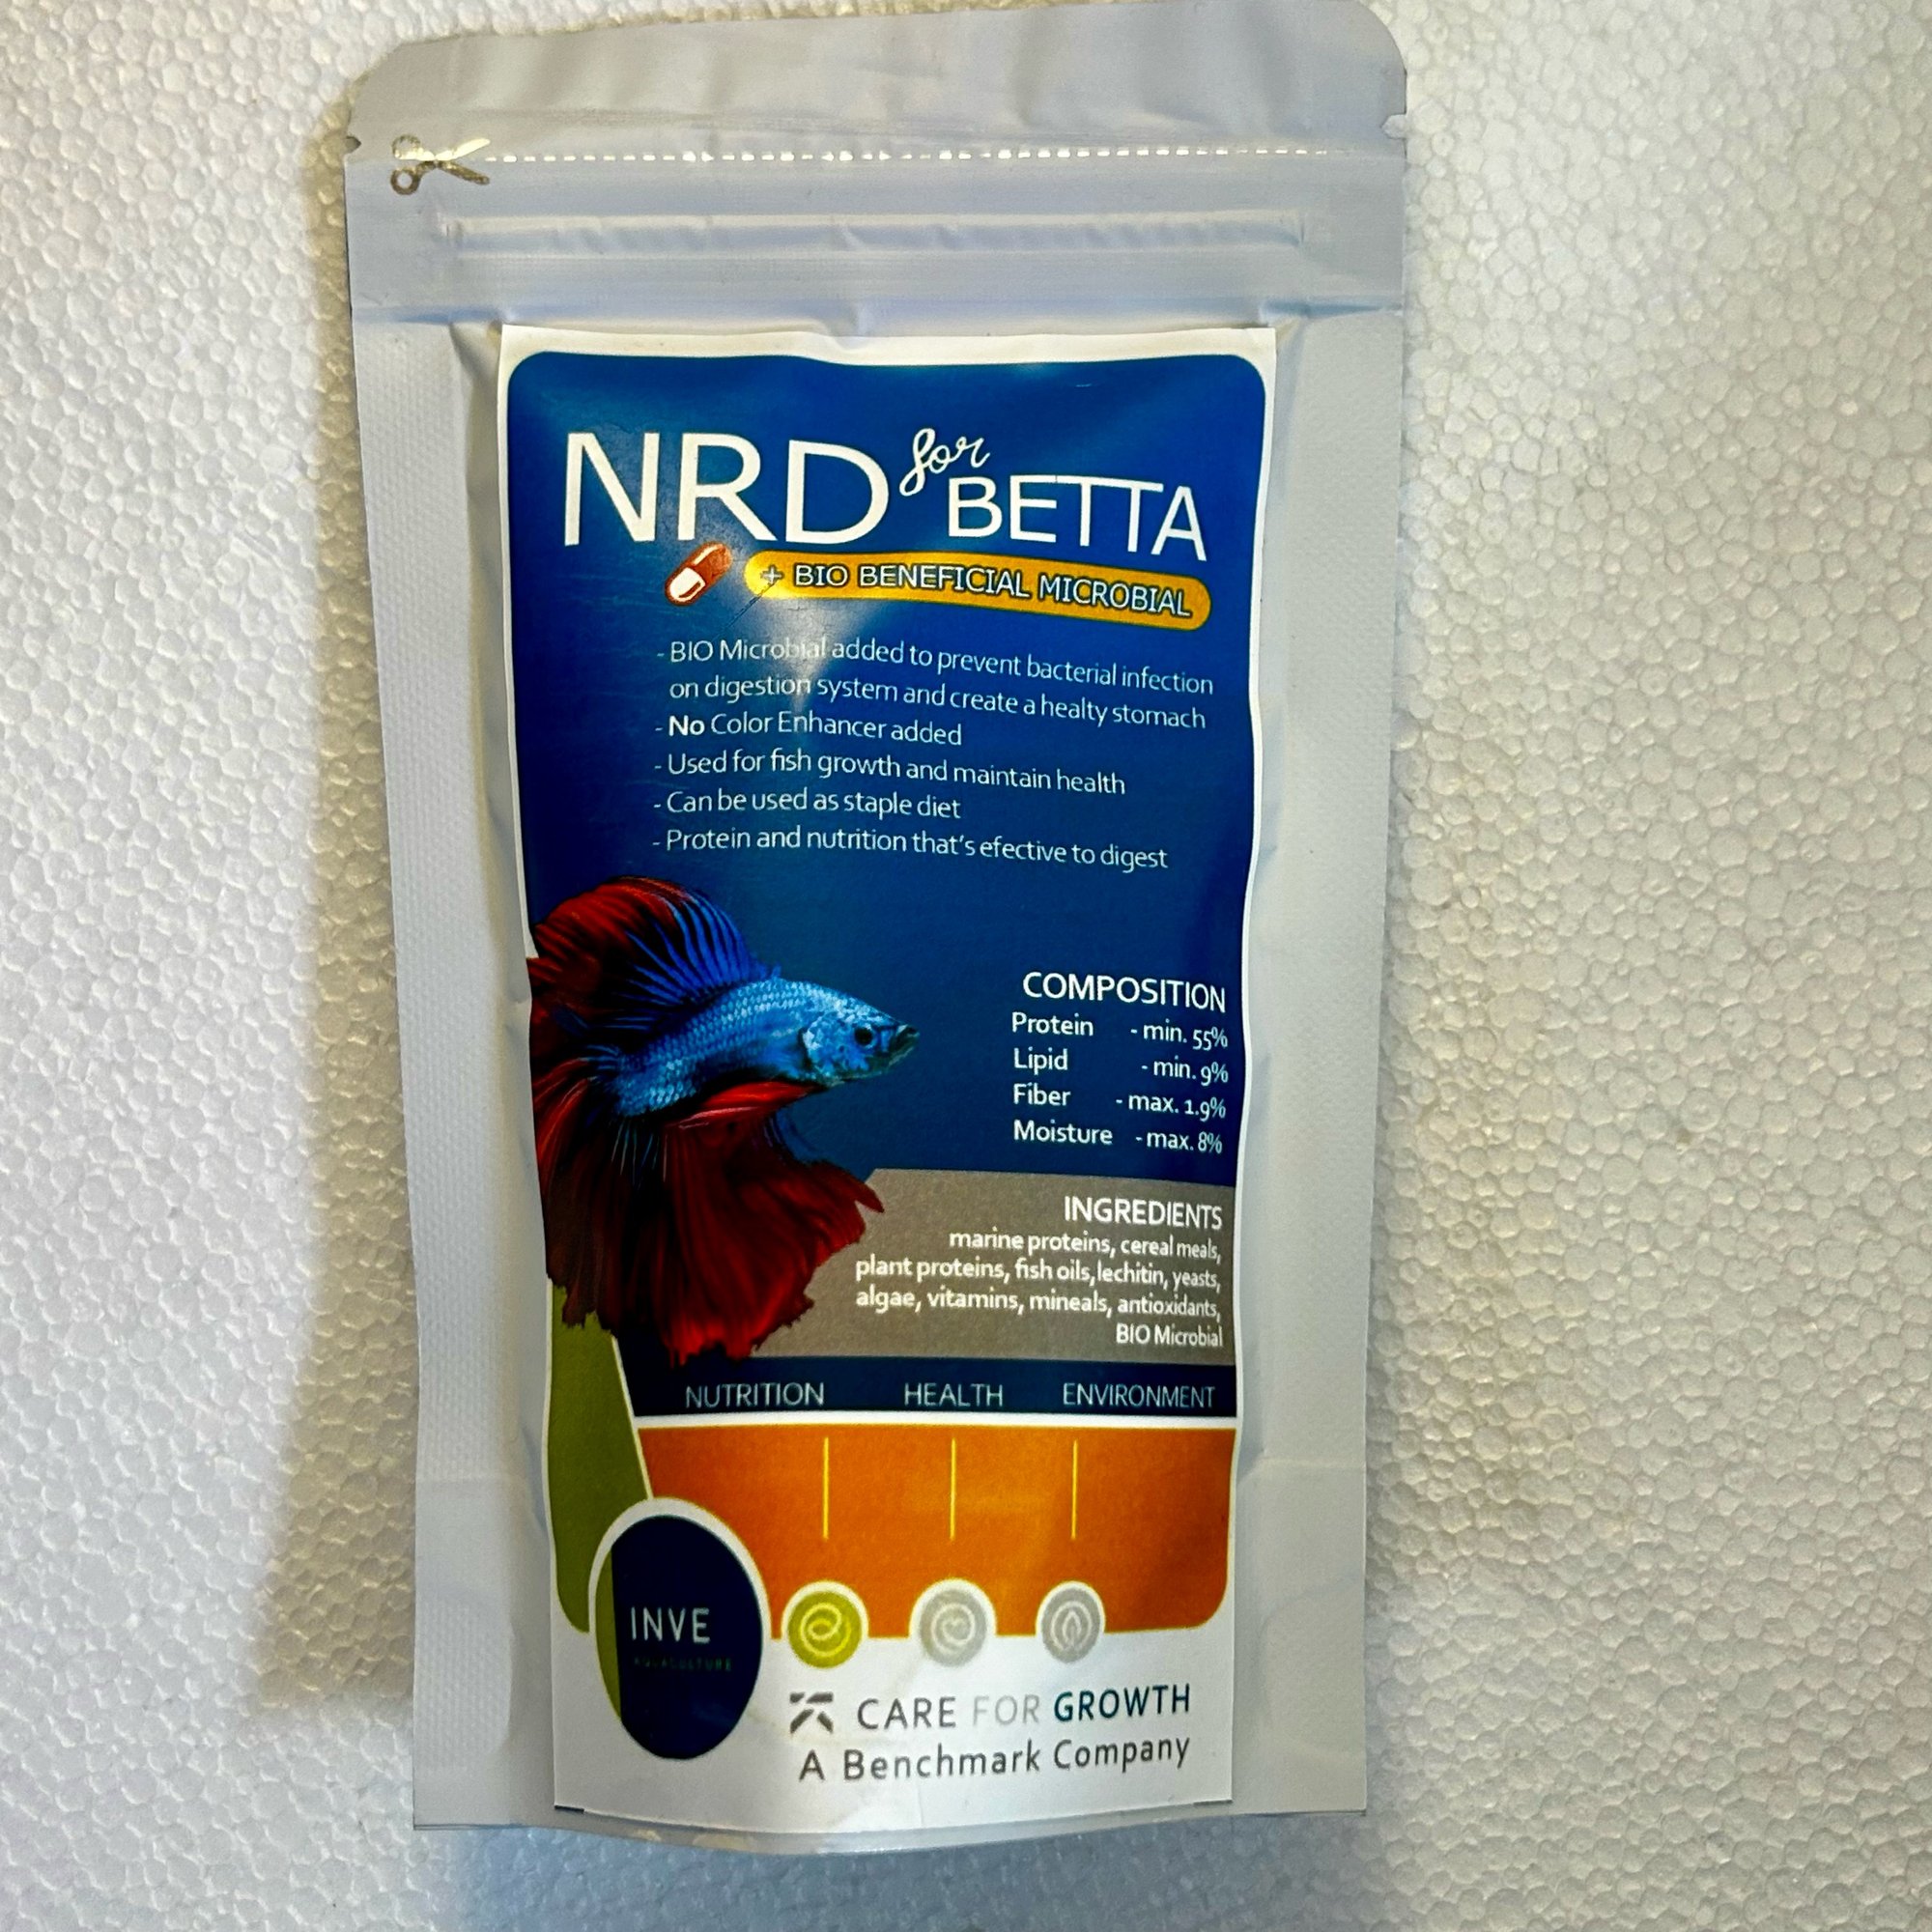 NRD for BETTA
+ BIO BENEFICIAL MICROBIAL
- BIO Microbial added to prevent bacterial infection
on digestion system and create a healty stomach
- No Color Enhancer added
- Used for fish growth and maintain health
- Can be used as staple diet
- Protein and nutrition that's efective to digest
COMPOSITION
Protein - min. 55%
Lipid - min. 9%
Fiber - max. 1.9%
Moisture - max. 8%
INGREDIENTS
marine proteins, cereal meals,
plant proteins, fish oils, lechitin, yeasts,
algae, vitamins, mineals, antioxidants,
BIO Microbial
NUTRITION HEALTH ENVIRONMENT
INVE
AQUACULTURE
CARE FOR GROWTH
A Benchmark Company